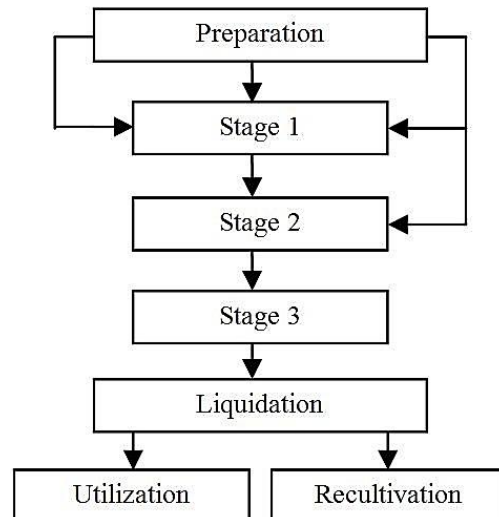 Preparation
Stage 1
Stage 2
Stage 3
Liquidation
Utilization
Recultivation